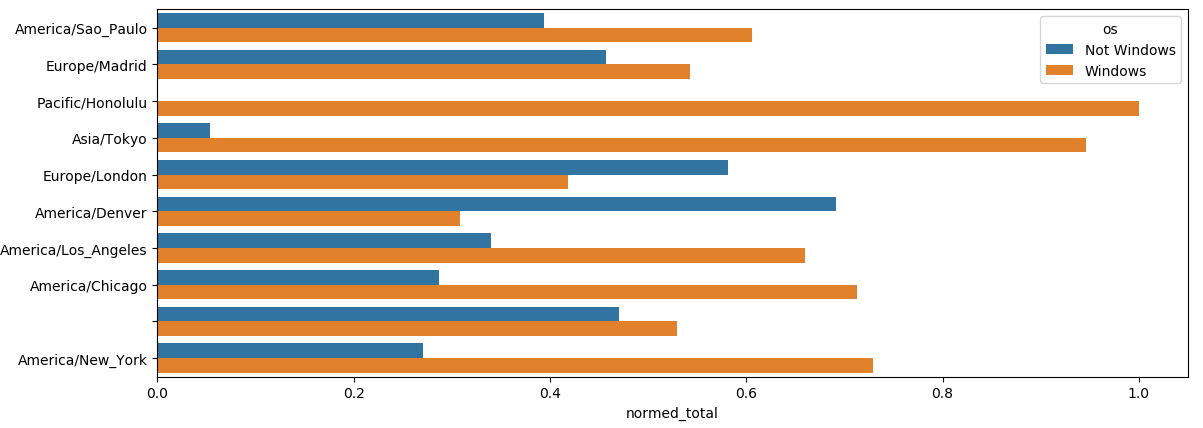 America/Sao_Paulo
Europe/Madrid
Pacific/Honolulu
Asia/Tokyo
Europe/London
America/Denver
America/Los_Angeles
America/Chicago
America/New_York
0.0 0.2 0.4 0.6 0.8 1.0
normed_total
os
Not Windows
Windows